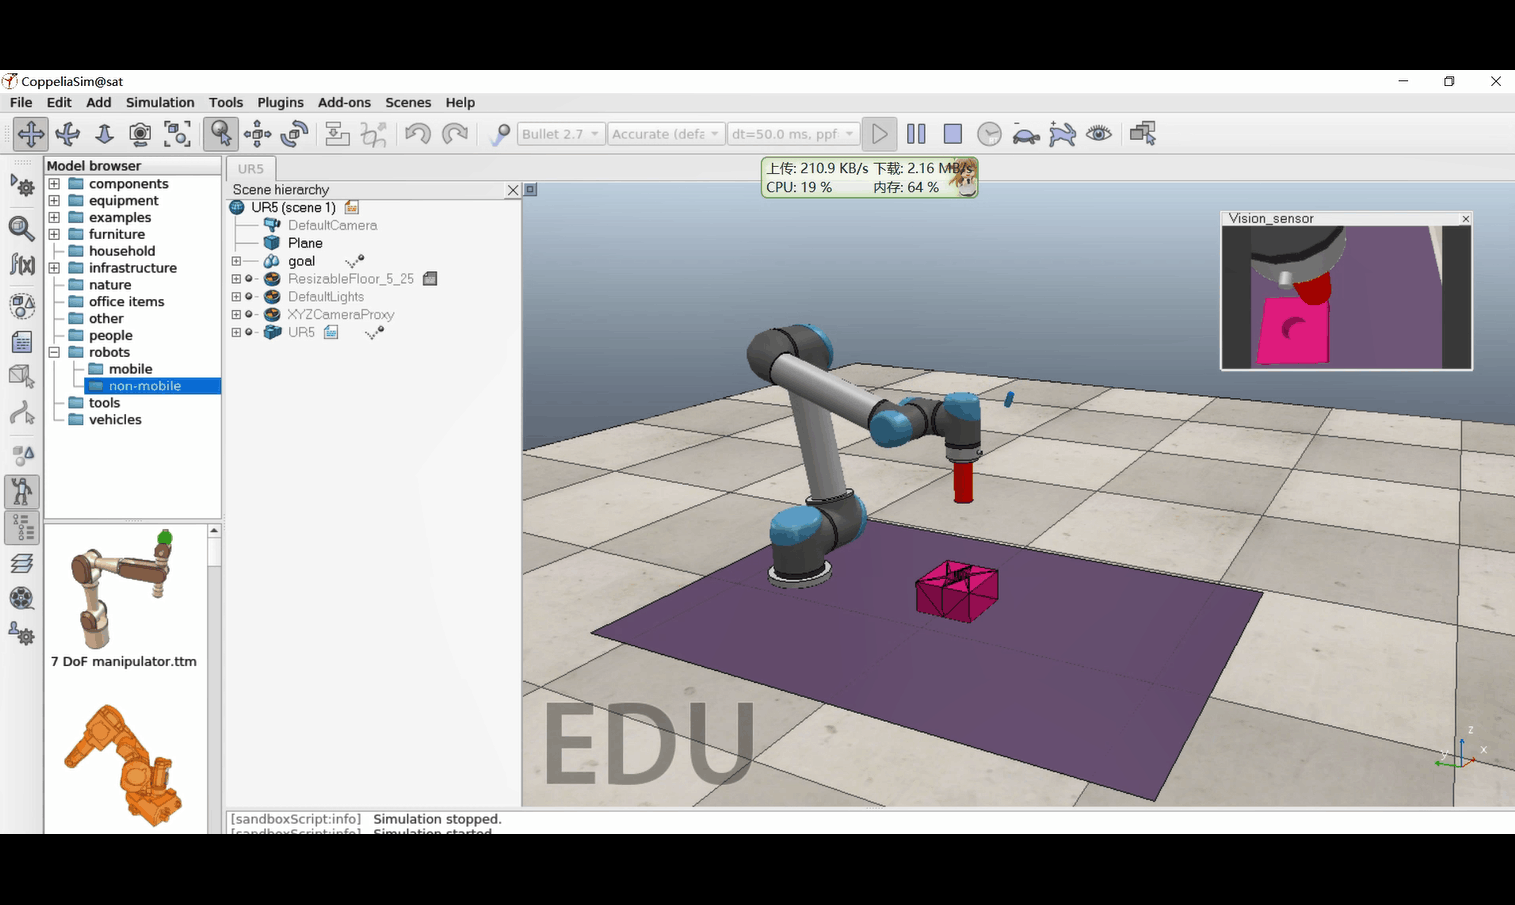 CoppeliaSim@sat
File Edit Add Simulation Tools Plugins Add-ons Scenes Help
Bullet 2.7 Accurate (defa dt=50.0 ms, ppf
Model browser
components
equipment
examples
furniture
household
infrastructure
nature
office items
other
people
robots
mobile
non-mobile
tools
vehicles
7 DoF manipulator.ttm
UR5
Scene hierarchy
UR5 (scene 1)
DefaultCamera
Plane
goal
ResizableFloor_5_25
DefaultLights
XYZCameraProxy
UR5
上传: 210.9 KB/s 下载: 2.16 MB/s
CPU: 19 % 内存: 64 %
Vision_sensor
EDU
z
x
y
[sandboxScript:info] Simulation stopped.
[sandboxScript:info] Simulation started.